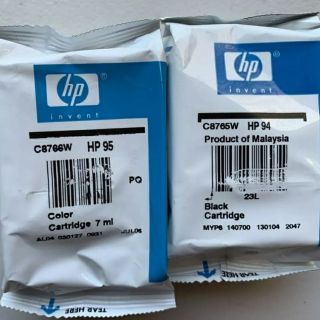 hp
invent
C8766W HP 95
PQ
Color
Cartridge 7 ml
JUL06
TEAR HERE
hp
invent
C8765W HP 94
Product of Malaysia
23L
Black
Cartridge
MYP6 140700 130104 2047
TEAR HERE